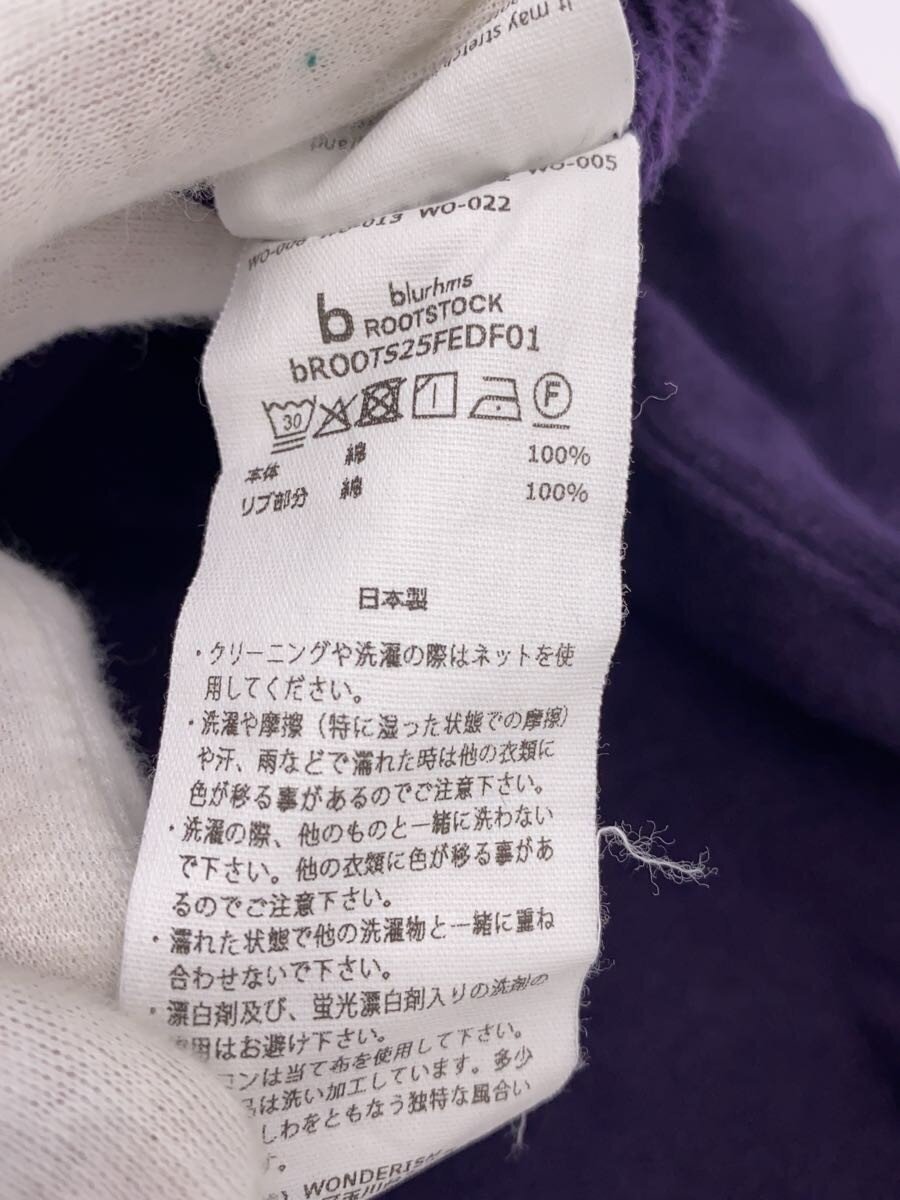 It may stretch
WO-005
WO-013 WO-022
b blurhms
ROOTSTOCK
bROOTS25FEDF01
30 F
本体 綿 100%
リブ部分 綿 100%
日本製
・クリーニングや洗濯の際はネットを使
用してください。
・洗濯や摩擦（特に湿った状態での摩擦）
や汗、雨などで濡れた時は他の衣類に
色が移る事があるのでご注意下さい。
・洗濯の際、他のものと一緒に洗わない
で下さい。他の衣類に色が移る事があ
るのでご注意下さい。
・濡れた状態で他の洗濯物と一緒に重ね
合わせないで下さい。
・漂白剤及び、蛍光漂白剤入りの洗剤の
用はお避け下さい。
ロンは当て布を使用して下さい。
品は洗い加工しています。多少
しわをともなう独特な風合い
す。
WONDERIS